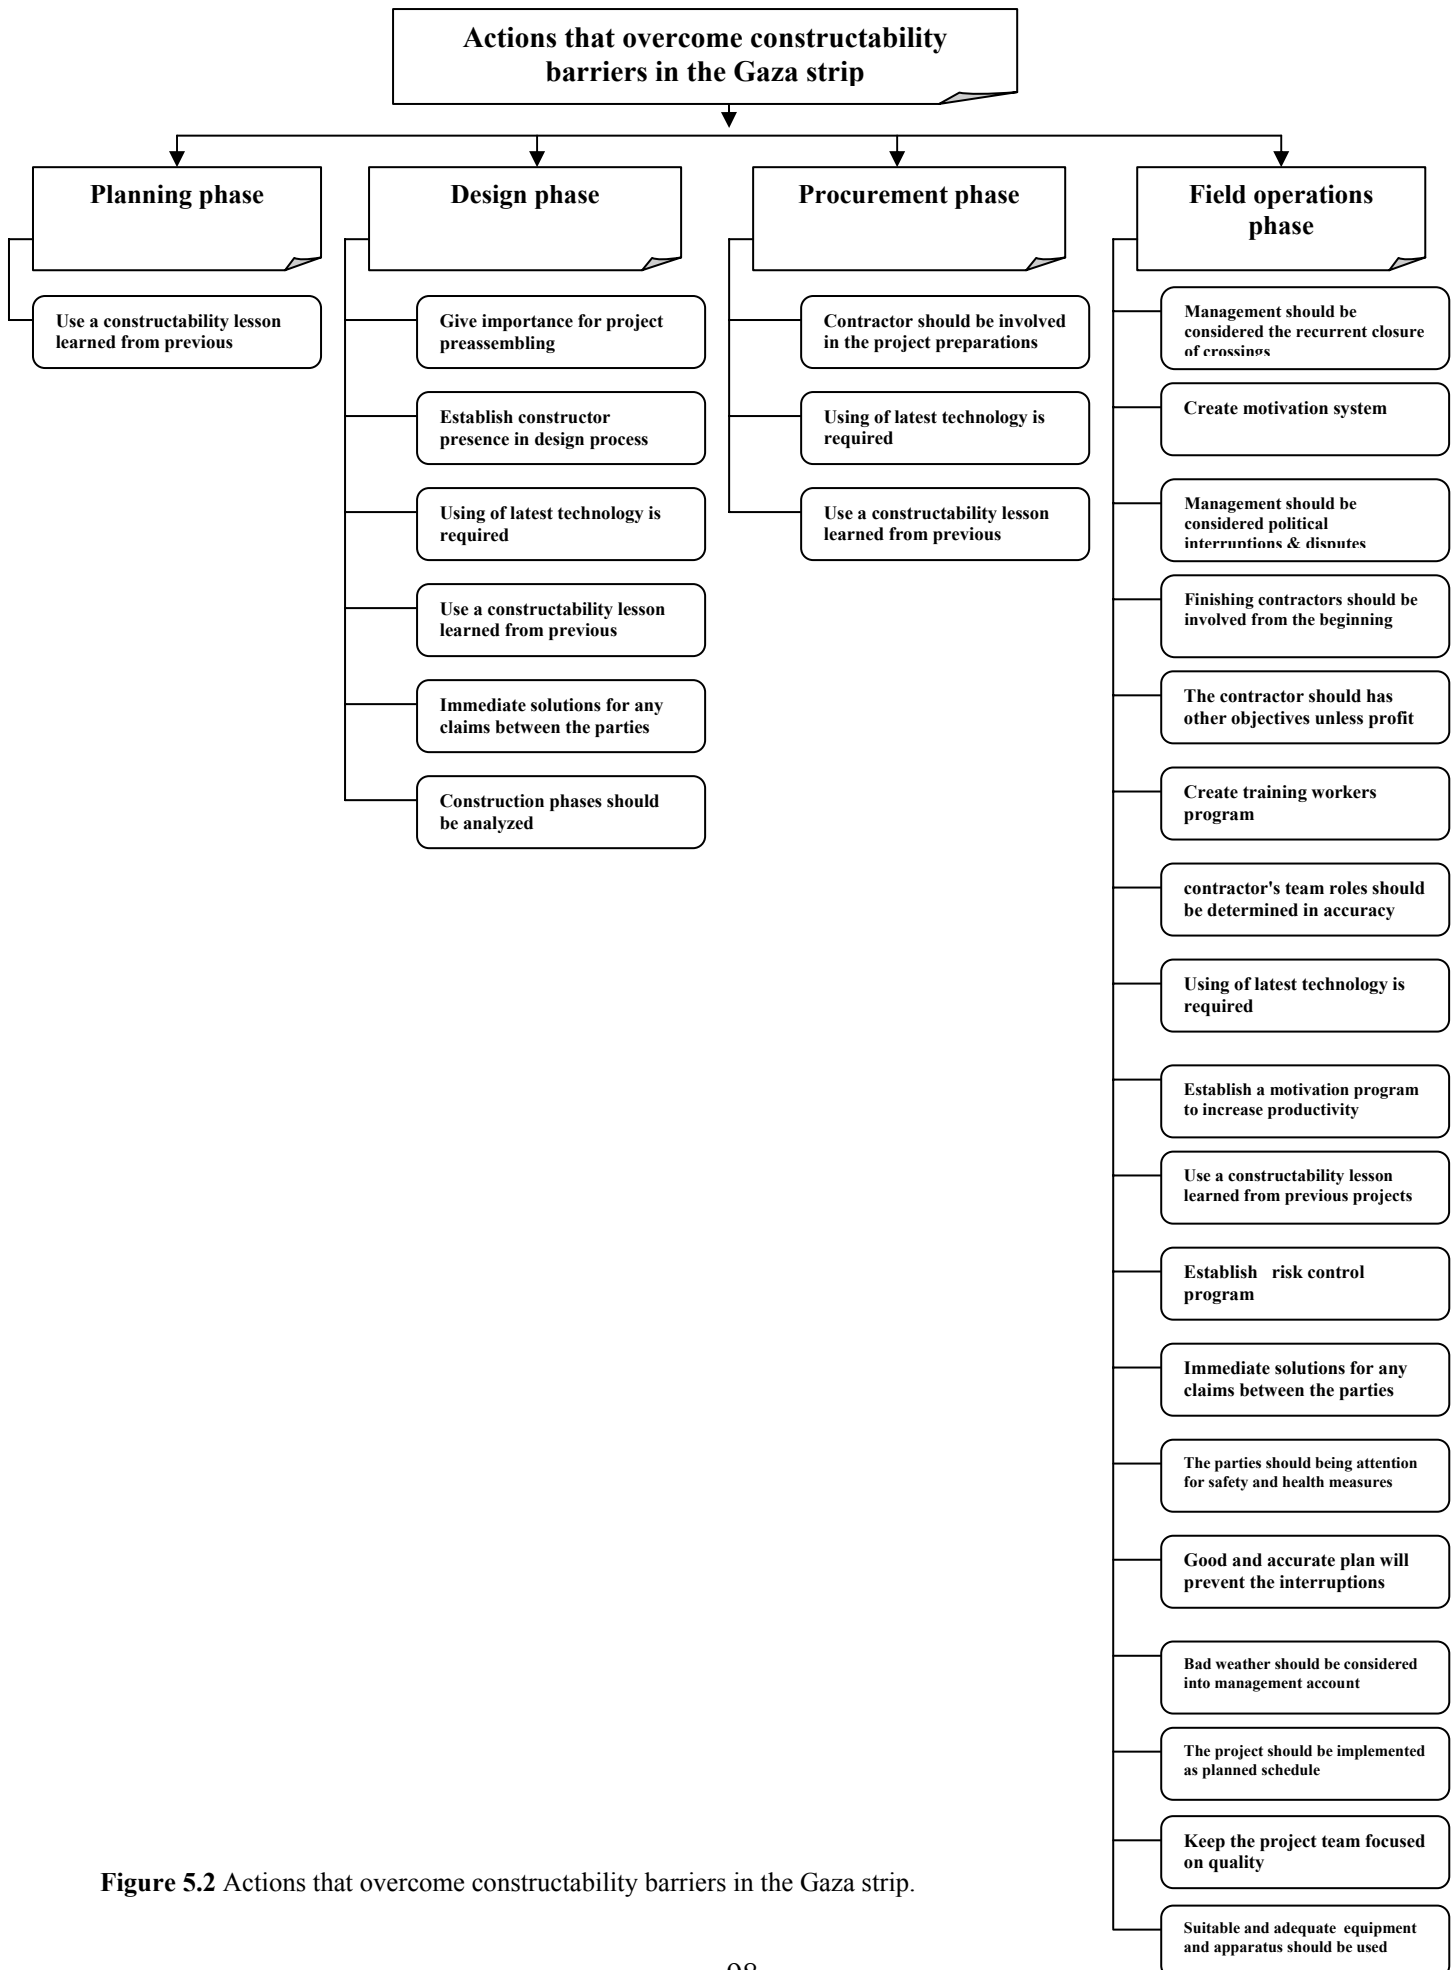 Actions that overcome constructability
barriers in the Gaza strip
Planning phase
Use a constructability lesson
learned from previous
Design phase
Give importance for project
preassembling
Establish constructor
presence in design process
Using of latest technology is
required
Use a constructability lesson
learned from previous
Immediate solutions for any
claims between the parties
Construction phases should
be analyzed
Procurement phase
Contractor should be involved
in the project preparations
Using of latest technology is
required
Use a constructability lesson
learned from previous
Field operations
phase
Management should be
considered the recurrent closure
of crossings
Create motivation system
Management should be
considered political
interruptions & disputes
Finishing contractors should be
involved from the beginning
The contractor should has
other objectives unless profit
Create training workers
program
contractor's team roles should
be determined in accuracy
Using of latest technology is
required
Establish a motivation program
to increase productivity
Use a constructability lesson
learned from previous projects
Establish risk control
program
Immediate solutions for any
claims between the parties
The parties should being attention
for safety and health measures
Good and accurate plan will
prevent the interruptions
Bad weather should be considered
into management account
The project should be implemented
as planned schedule
Keep the project team focused
on quality
Suitable and adequate equipment
and apparatus should be used
Figure 5.2 Actions that overcome constructability barriers in the Gaza strip.